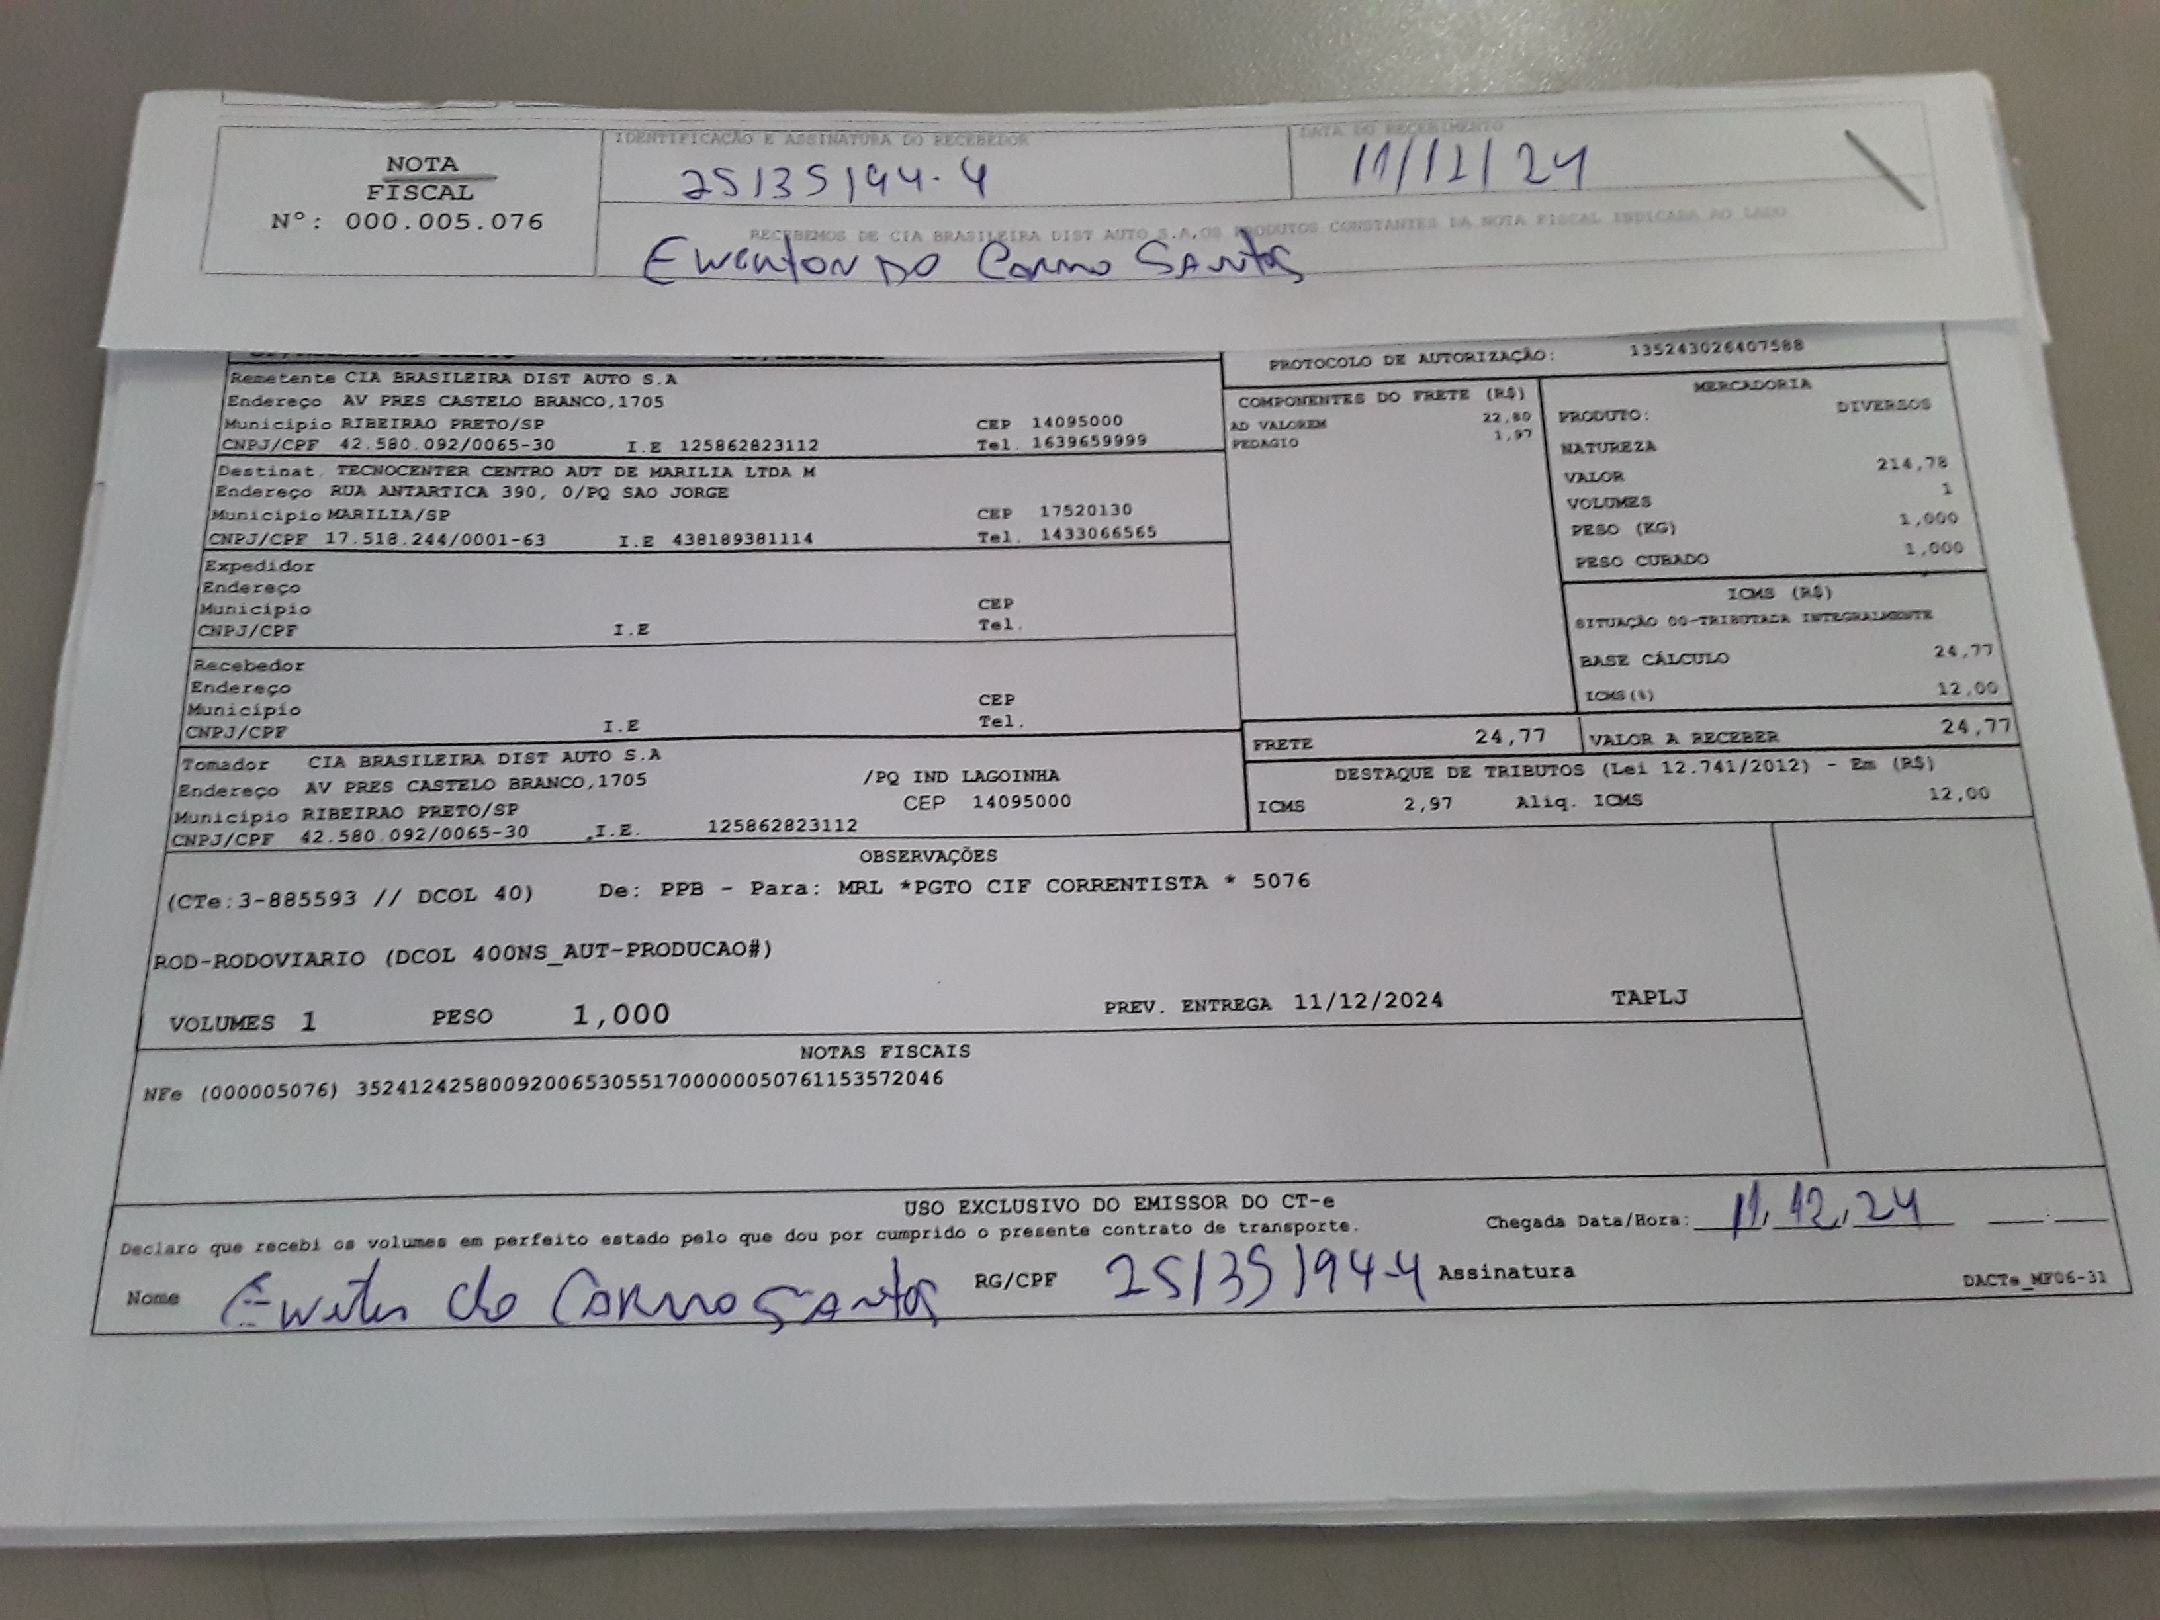 NOTA
FISCAL
Nº: 000.005.076
IDENTIFICAÇÃO E ASSINATURA DO RECEBEDOR
25135194-4
DATA DO RECEBIMENTO
11/12/24
RECEBEMOS DE CIA BRASILEIRA DIST AUTO S.A,OS PRODUTOS CONSTANTES DA NOTA FISCAL INDICADA AO LADO
Ewerton DO Carmo Santos
PROTOCOLO DE AUTORIZAÇÃO: 135243026407588
Remetente CIA BRASILEIRA DIST AUTO S.A
Endereço AV PRES CASTELO BRANCO,1705
Município RIBEIRAO PRETO/SP CEP 14095000
CNPJ/CPF 42.580.092/0065-30 I.E 125862823112 Tel. 1639659999
Destinat. TECNOCENTER CENTRO AUT DE MARILIA LTDA M
Endereço RUA ANTARTICA 390, 0/PQ SAO JORGE
Município MARILIA/SP CEP 17520130
CNPJ/CPF 17.518.244/0001-63 I.E 438189381114 Tel. 1433066565
Expedidor
Endereço
Município CEP
CNPJ/CPF I.E Tel.
Recebedor
Endereço
Município CEP
CNPJ/CPF I.E Tel.
Tomador CIA BRASILEIRA DIST AUTO S.A
Endereço AV PRES CASTELO BRANCO,1705 /PQ IND LAGOINHA
Município RIBEIRAO PRETO/SP CEP 14095000
CNPJ/CPF 42.580.092/0065-30 I.E. 125862823112
COMPONENTES DO FRETE (R$)
AD VALOREM 22,80
PEDAGIO 1,97
MERCADORIA
PRODUTO: DIVERSOS
NATUREZA
VALOR 214,78
VOLUMES 1
PESO (KG) 1,000
PESO CUBADO 1,000
ICMS (R$)
SITUAÇÃO 00-TRIBUTADA INTEGRALMENTE
BASE CÁLCULO 24,77
ICMS(%) 12,00
FRETE 24,77 VALOR A RECEBER 24,77
DESTAQUE DE TRIBUTOS (Lei 12.741/2012) - Em (R$)
ICMS 2,97 Aliq. ICMS 12,00
OBSERVAÇÕES
(CTe:3-885593 // DCOL 40) De: PPB - Para: MRL *PGTO CIF CORRENTISTA * 5076
ROD-RODOVIARIO (DCOL 400NS_AUT-PRODUCAO#)
VOLUMES 1 PESO 1,000 PREV. ENTREGA 11/12/2024 TAPLJ
NOTAS FISCAIS
NFe (000005076) 35241242580092006530551700000050761153572046
USO EXCLUSIVO DO EMISSOR DO CT-e
Declaro que recebi os volumes em perfeito estado pelo que dou por cumprido o presente contrato de transporte.
Chegada Data/Hora: 11, 12, 24 :
Nome Ewerton do Carmo Santos RG/CPF 25135194-4 Assinatura
DACTe_MF06-31